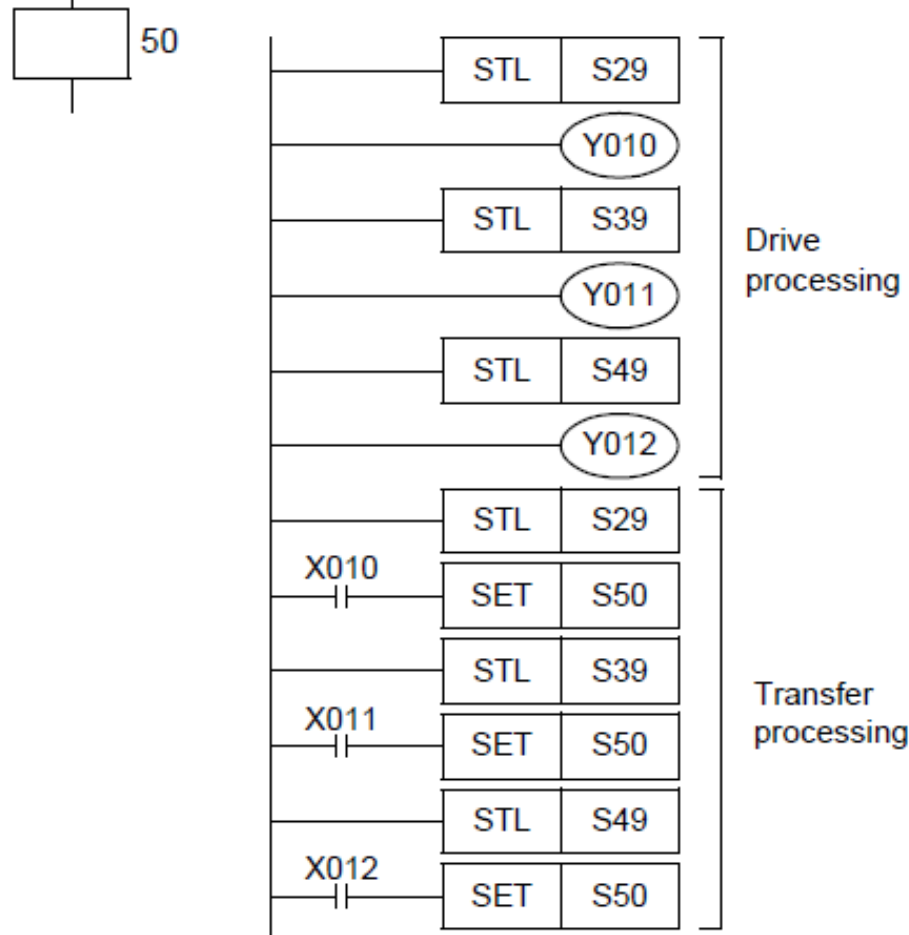 50
STL S29
Y010
STL S39
Y011
STL S49
Y012
Drive
processing
STL S29
X010
SET S50
STL S39
X011
SET S50
STL S49
X012
SET S50
Transfer
processing